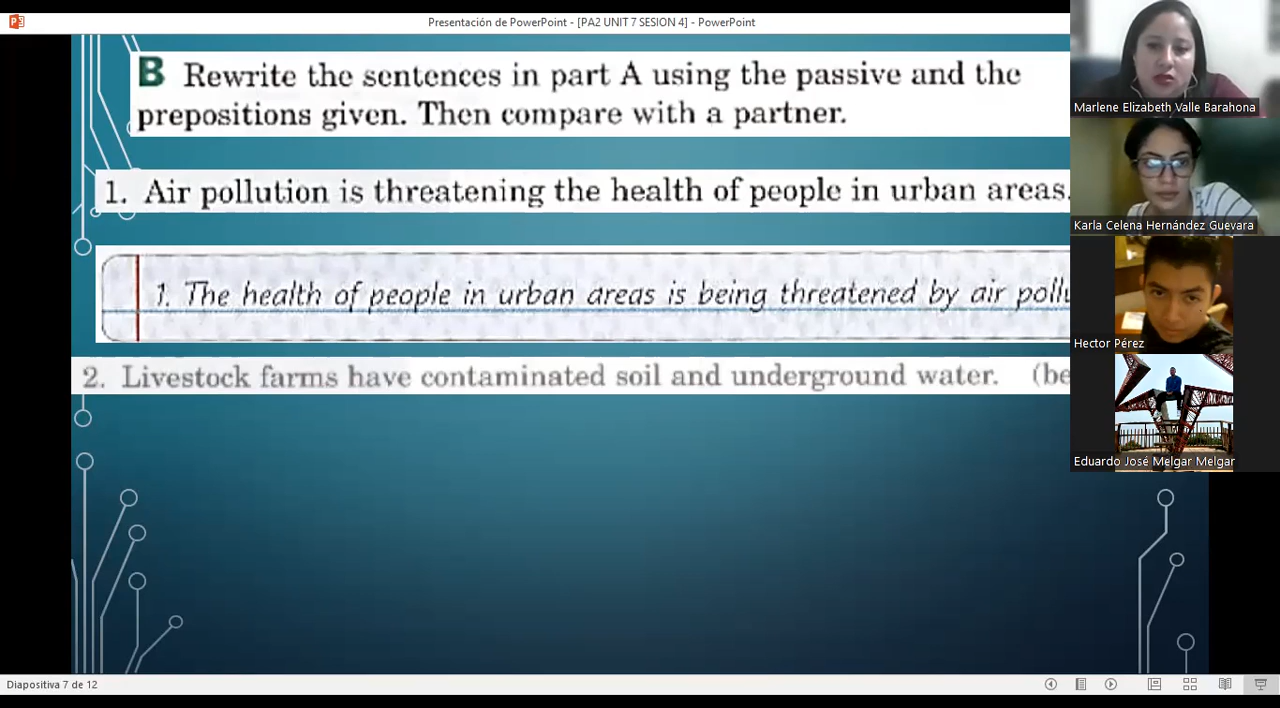 Presentación de PowerPoint - [PA2 UNIT 7 SESION 4] - PowerPoint
B Rewrite the sentences in part A using the passive and the
prepositions given. Then compare with a partner.
1. Air pollution is threatening the health of people in urban areas.
1. The health of people in urban areas is being threatened by air
2. Livestock farms have contaminated soil and underground water.
Marlene Elizabeth Valle Barahona
Karla Celena Hernández Guevara
Hector Pérez
Eduardo José Melgar Melgar
Diapositiva 7 de 12